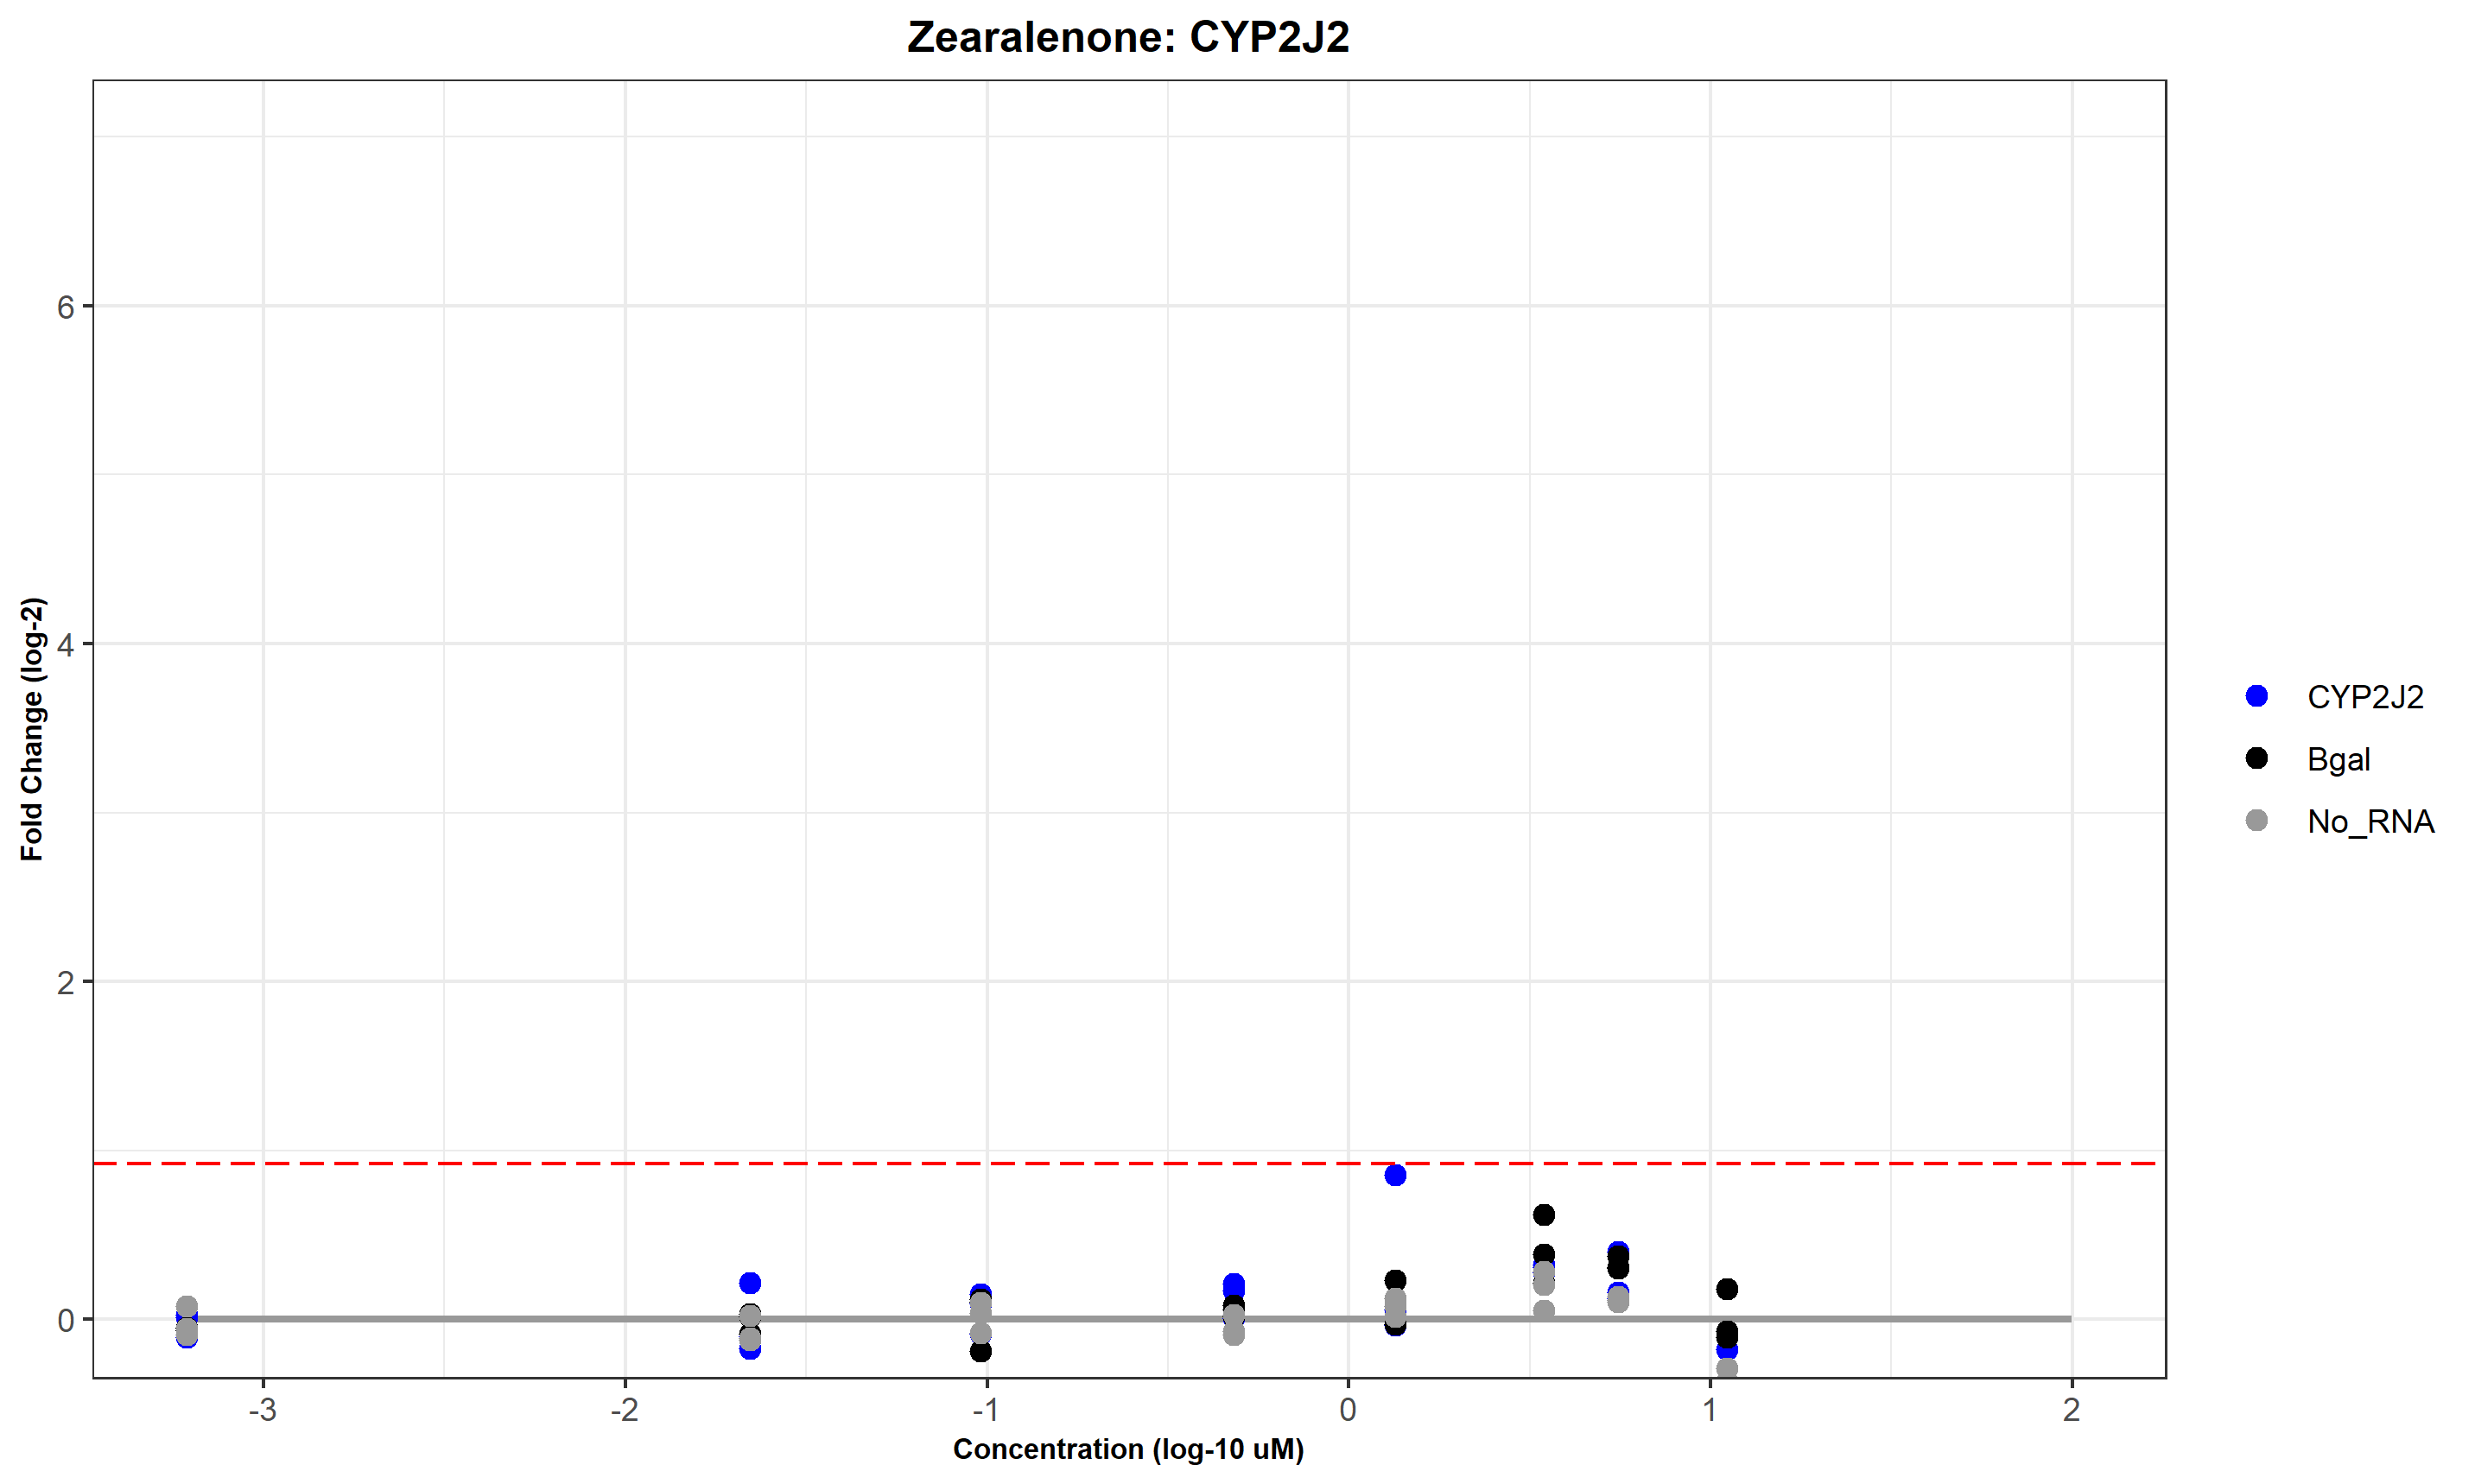 Zearalenone: CYP2J2
Fold Change (log-2)
6
4
2
0
-3
-2
-1
0
1
2
Concentration (log-10 uM)
CYP2J2
Bgal
No_RNA